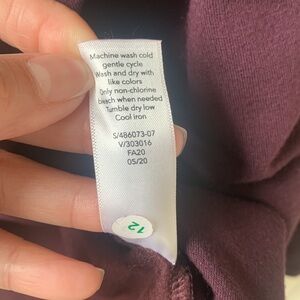 Machine wash cold
gentle cycle
Wash and dry with
like colors
Only non-chlorine
bleach when needed
Tumble dry low
Cool iron
S/486073-07
V/303016
FA20
05/20
12